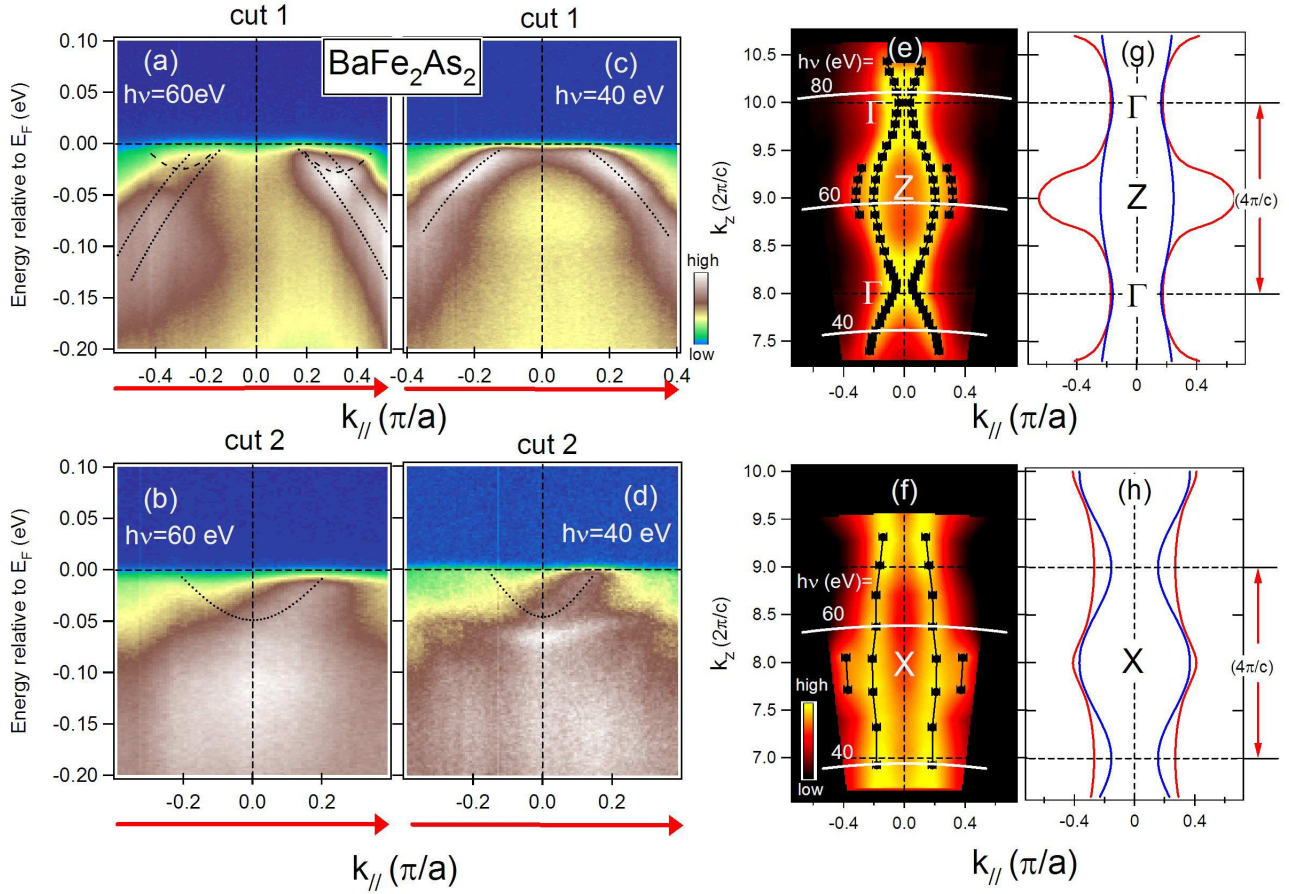 cut 1
cut 1
BaFe₂As₂
(a)
hν=60eV
(c)
hν=40 eV
0.10
0.05
0.00
-0.05
-0.10
-0.15
-0.20
Energy relative to E_F (eV)
high
low
-0.4 -0.2 0.0 0.2 0.4
-0.2 0.0 0.2 0.4
k_// (π/a)
cut 2
cut 2
(b)
hν=60 eV
(d)
hν=40 eV
0.10
0.05
0.00
-0.05
-0.10
-0.15
-0.20
Energy relative to E_F (eV)
-0.2 0.0 0.2
-0.2 0.0 0.2
k_// (π/a)
(e)
hν (eV)=
80
60
40
Γ
Z
Γ
10.5
10.0
9.5
9.0
8.5
8.0
7.5
k_z (2π/c)
-0.4 0.0 0.4
(g)
Γ
Z
Γ
(4π/c)
-0.4 0 0.4
k_// (π/a)
(f)
hν (eV)=
60
X
40
high
low
10.0
9.5
9.0
8.5
8.0
7.5
7.0
k_z (2π/c)
-0.4 0.0 0.4
(h)
X
(4π/c)
-0.4 0 0.4
k_// (π/a)